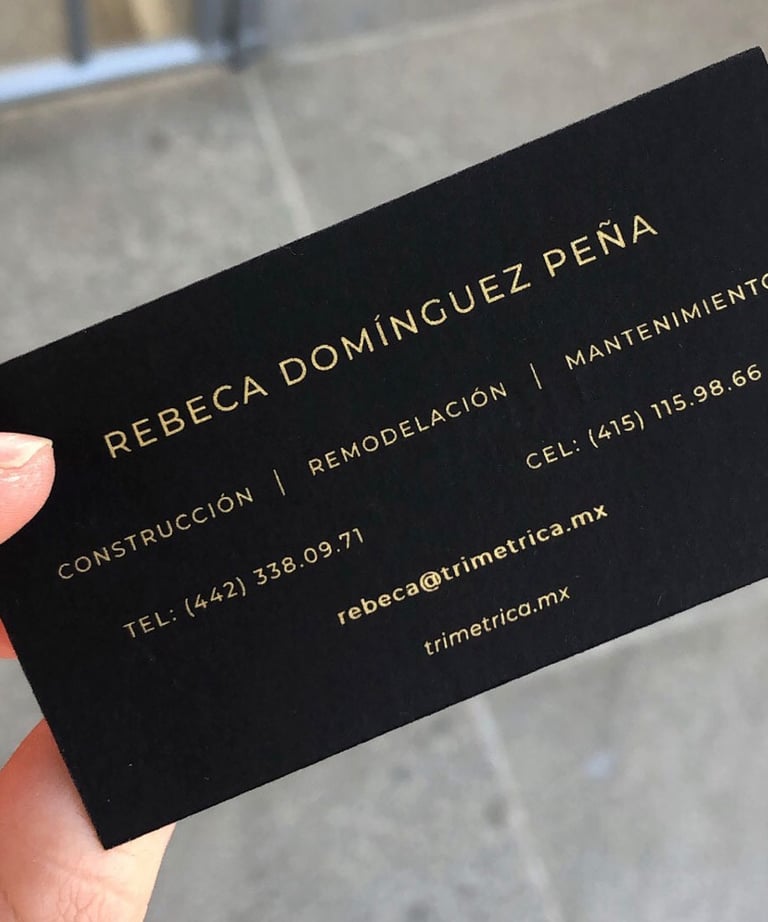 REBECA DOMÍNGUEZ PEÑA
CONSTRUCCIÓN | REMODELACIÓN | MANTENIMIENTO
TEL: (442) 338.09.71 CEL: (415) 115.98.66
rebeca@trimetrica.mx
trimetrica.mx